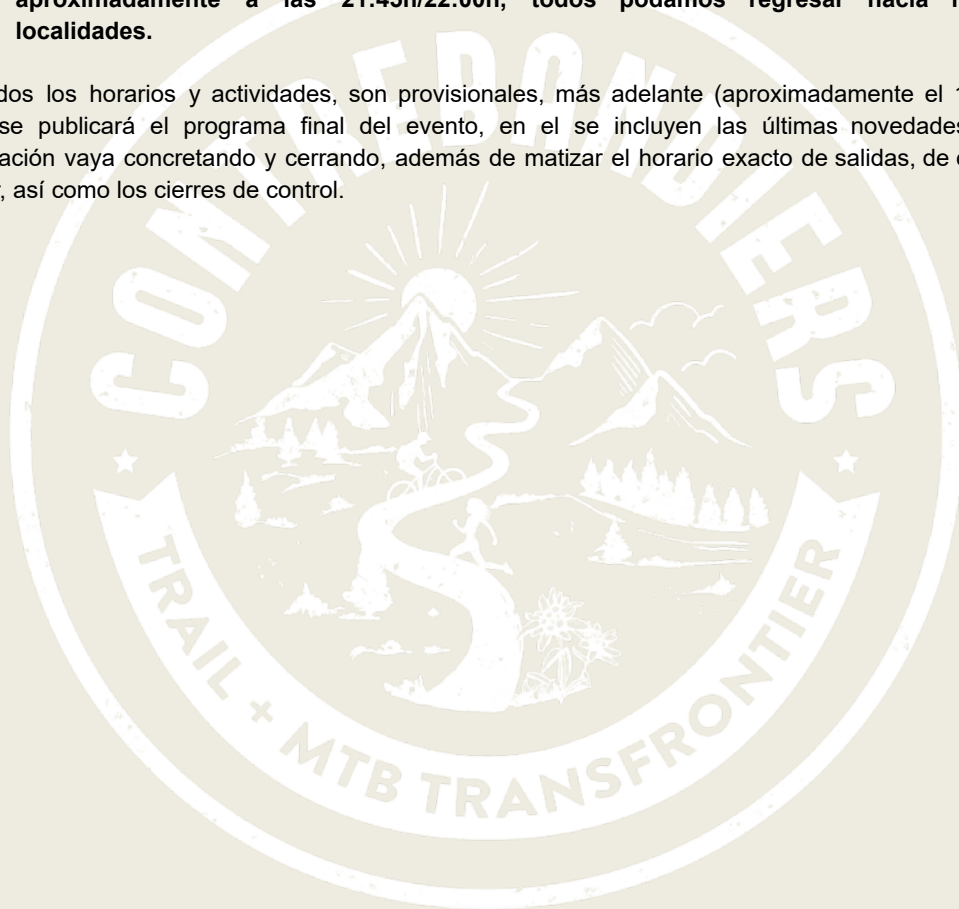 aproximadamente a las 21:45h/22:00h, todos podamos regresar hacia
localidades.
dos los horarios y actividades, son provisionales, más adelante (aproximadamente el
se publicará el programa final del evento, en el se incluyen las últimas novedades
ación vaya concretando y cerrando, además de matizar el horario exacto de salidas, de
, así como los cierres de control.
CONTREBANDIERS
TRAIL + MTB TRANSFRONTIER